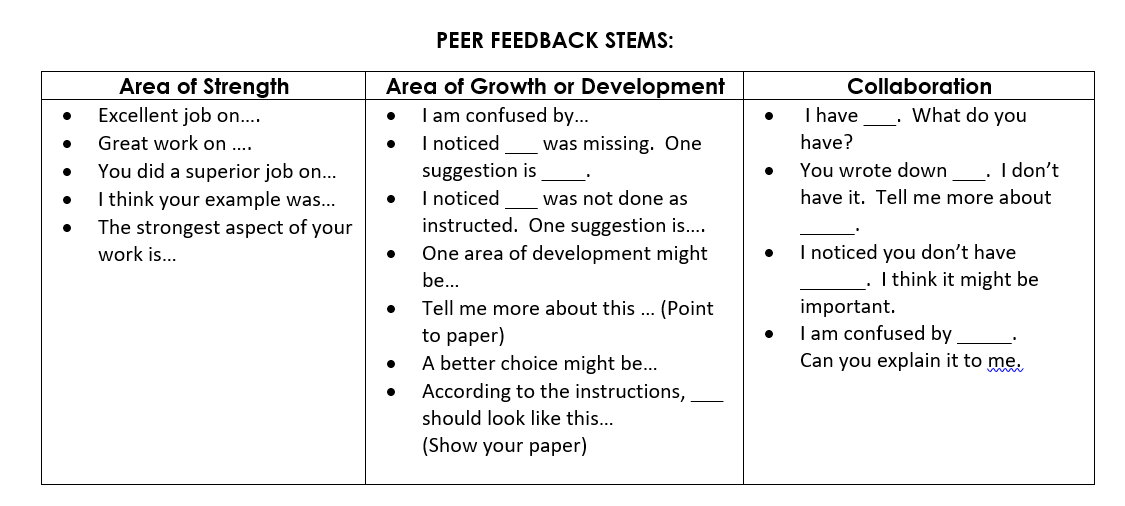 PEER FEEDBACK STEMS:
Area of Strength
• Excellent job on….
• Great work on ….
• You did a superior job on…
• I think your example was…
• The strongest aspect of your
work is…
Area of Growth or Development
• I am confused by…
• I noticed ___ was missing.  One
suggestion is ____.
• I noticed ___ was not done as
instructed.  One suggestion is….
• One area of development might
be…
• Tell me more about this … (Point
to paper)
• A better choice might be…
• According to the instructions, ___
should look like this…
(Show your paper)
Collaboration
• I have ___.  What do you
have?
• You wrote down ___.  I don’t
have it.  Tell me more about
_____.
• I noticed you don’t have
______.  I think it might be
important.
• I am confused by _____.
Can you explain it to me.